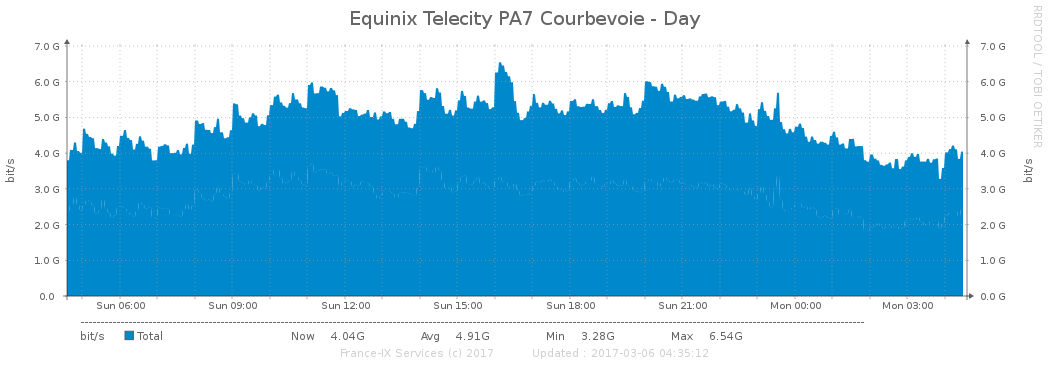 Equinix Telecity PA7 Courbevoie - Day
RRDTOOL / TOBI OETIKER
7.0 G 7.0 G
6.0 G 6.0 G
5.0 G 5.0 G
4.0 G 4.0 G
3.0 G 3.0 G
2.0 G 2.0 G
1.0 G 1.0 G
0.0 0.0 G
bit/s bit/s
Sun 06:00 Sun 09:00 Sun 12:00 Sun 15:00 Sun 18:00 Sun 21:00 Mon 00:00 Mon 03:00
bit/s Total Now 4.04G Avg 4.91G Min 3.28G Max 6.54G
France-IX Services (c) 2017 Updated : 2017-03-06 04:35:12